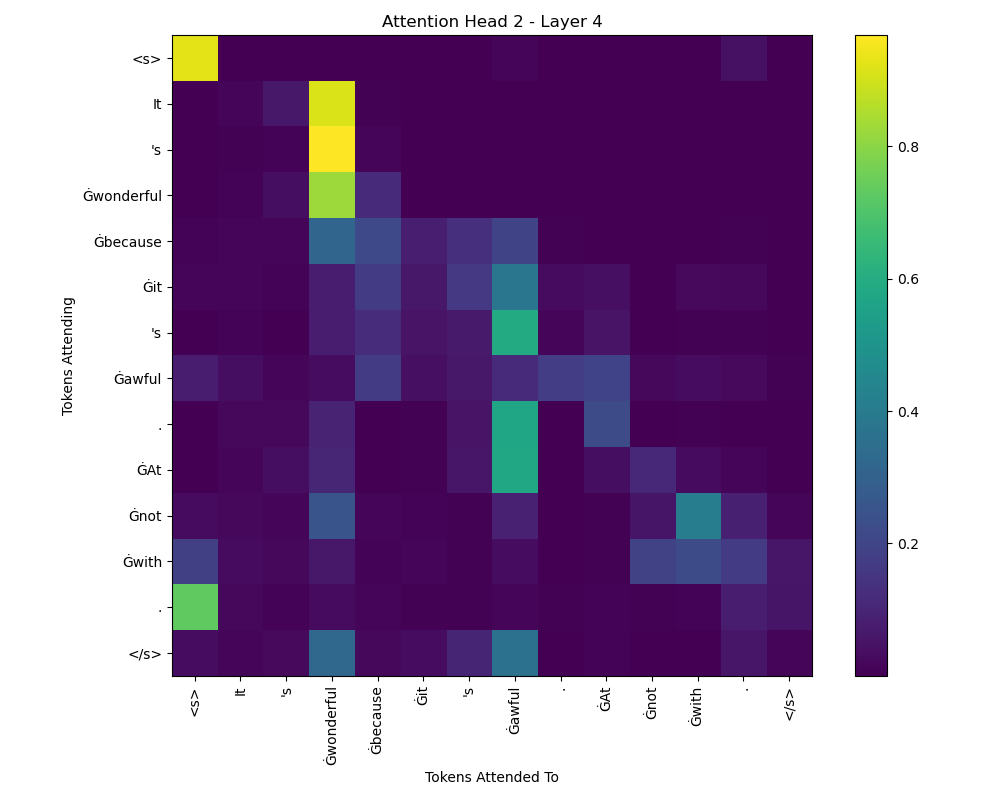 Attention Head 2 - Layer 4
Tokens Attending
<s>
It
's
Ġwonderful
Ġbecause
Ġit
's
Ġawful
.
ĠAt
Ġnot
Ġwith
.
</s>
<s>
It
's
Ġwonderful
Ġbecause
Ġit
's
Ġawful
.
ĠAt
Ġnot
Ġwith
.
</s>
Tokens Attended To
0.8
0.6
0.4
0.2